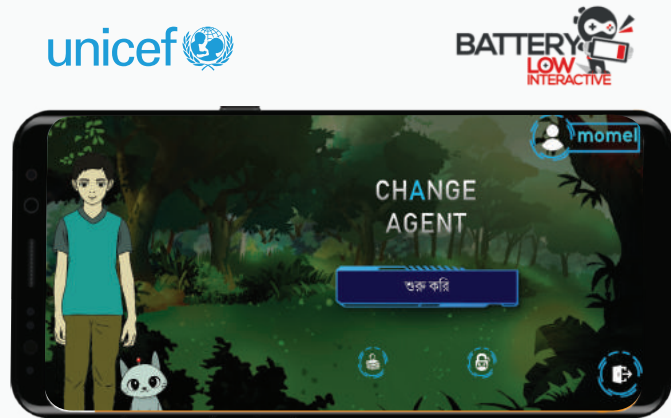 unicef
BATTERY
LOW
INTERACTIVE
momel
CHANGE
AGENT
শুরু করি